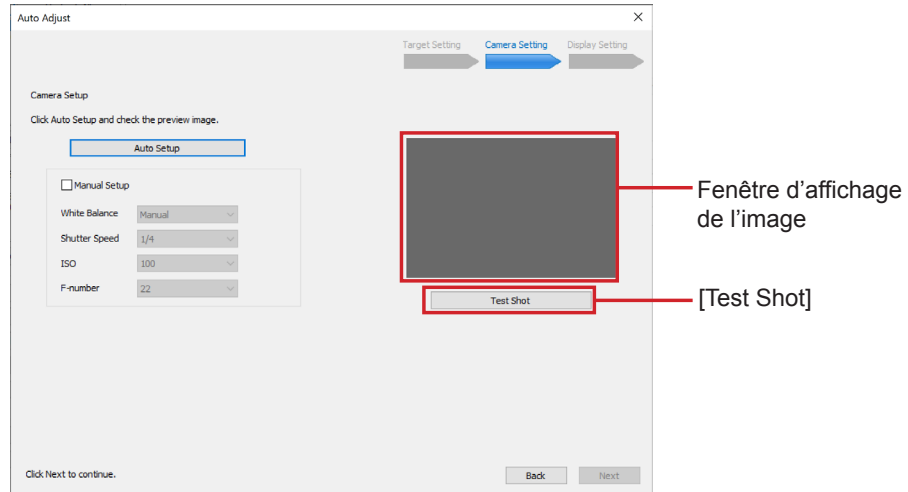 Auto Adjust
Target Setting Camera Setting Display Setting
Camera Setup
Click Auto Setup and check the preview image.
Auto Setup
Manual Setup
White Balance Manual
Shutter Speed 1/4
ISO 100
F-number 22
Fenêtre d'affichage
de l'image
Test Shot
[Test Shot]
Click Next to continue.
Back Next